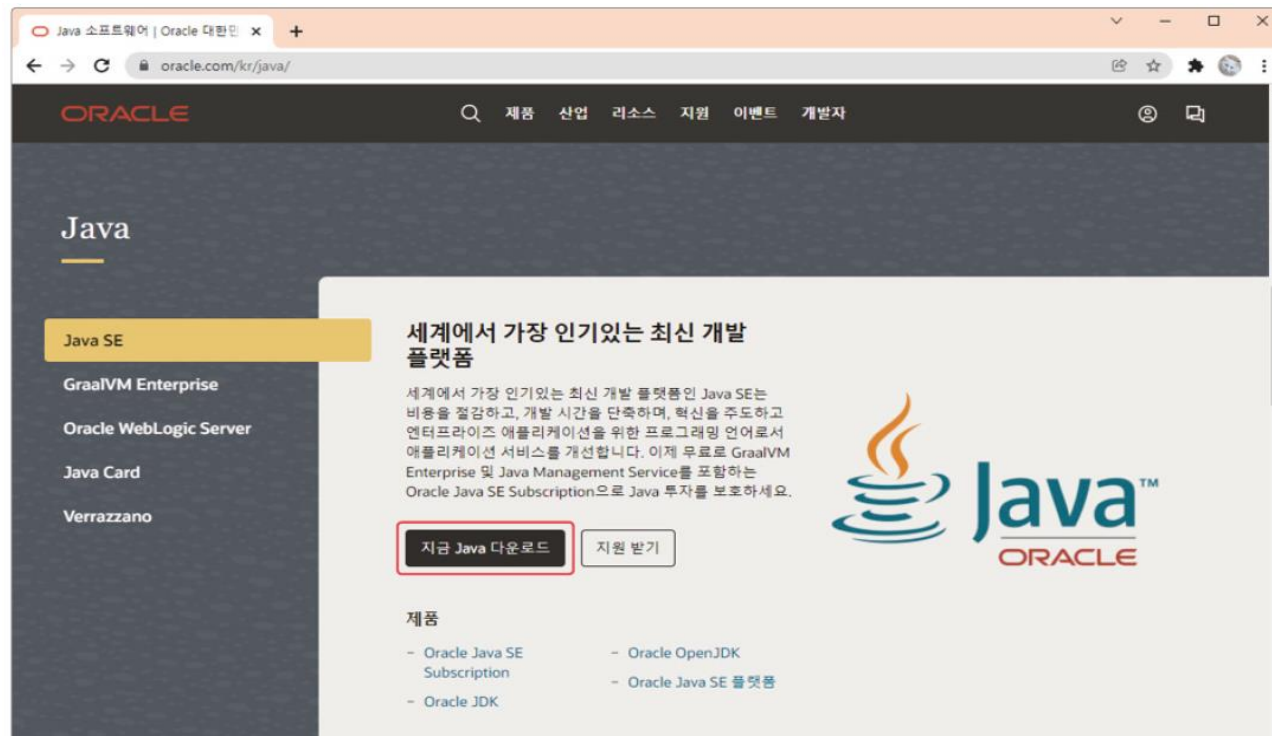 Java 소프트웨어 | Oracle 대한민
oracle.com/kr/java/
ORACLE
제품 산업 리소스 지원 이벤트 개발자
Java
Java SE
GraalVM Enterprise
Oracle WebLogic Server
Java Card
Verrazzano
세계에서 가장 인기있는 최신 개발
플랫폼
세계에서 가장 인기있는 최신 개발 플랫폼인 Java SE는
비용을 절감하고, 개발 시간을 단축하며, 혁신을 주도하고
엔터프라이즈 애플리케이션을 위한 프로그래밍 언어로서
애플리케이션 서비스를 개선합니다. 이제 무료로 GraalVM
Enterprise 및 Java Management Service를 포함하는
Oracle Java SE Subscription으로 Java 투자를 보호하세요.
지금 Java 다운로드 지원 받기
Java™
ORACLE
제품
- Oracle Java SE
Subscription
- Oracle JDK
- Oracle OpenJDK
- Oracle Java SE 플랫폼